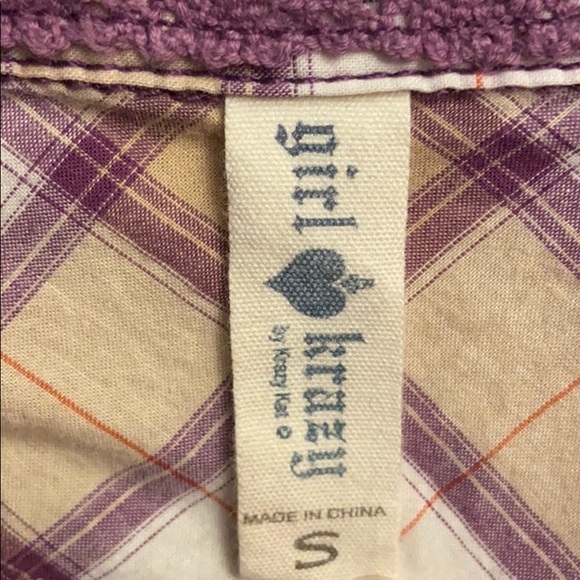 girl krazy
by Krazy Kat ©
MADE IN CHINA
S